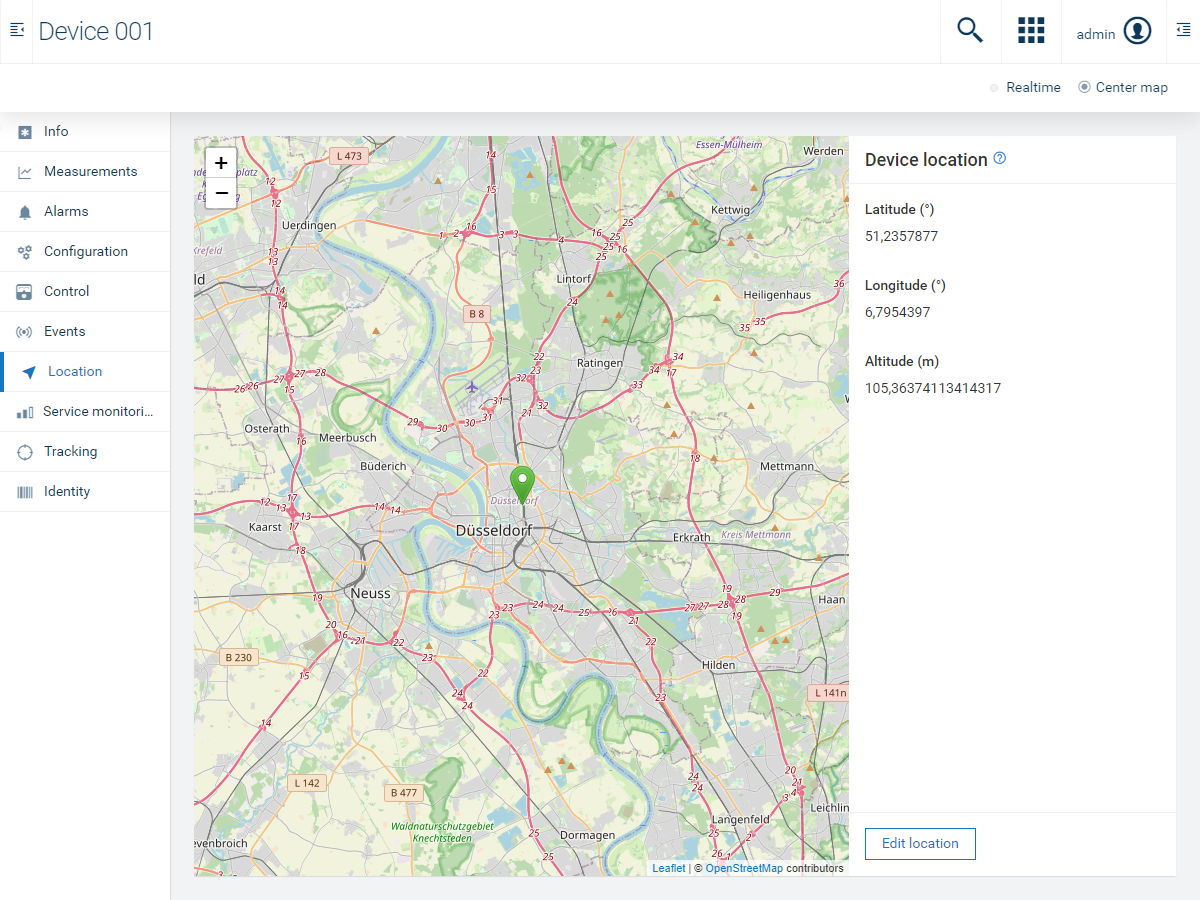 Device 001
admin
Realtime
Center map
Info
Measurements
Alarms
Configuration
Control
Events
Location
Service monitori...
Tracking
Identity
+
−
L 473
Essen-Mülheim
Werden
Kettwig
Uerdingen
Krefeld
Lintorf
Heiligenhaus
B 8
Ratingen
Osterath
Meerbusch
Büderich
Mettmann
Düsseldorf
Düsseldorf
Kaarst
Erkrath
Kreis Mettmann
Neuss
Haan
B 230
Hilden
L 141n
L 142
B 477
Waldnaturschutzgebiet
Knechtsteden
Langenfeld
Leichlin
evenbroich
Dormagen
Leaflet | © OpenStreetMap contributors
Device location
Latitude (°)
51,2357877
Longitude (°)
6,7954397
Altitude (m)
105,36374113414317
Edit location